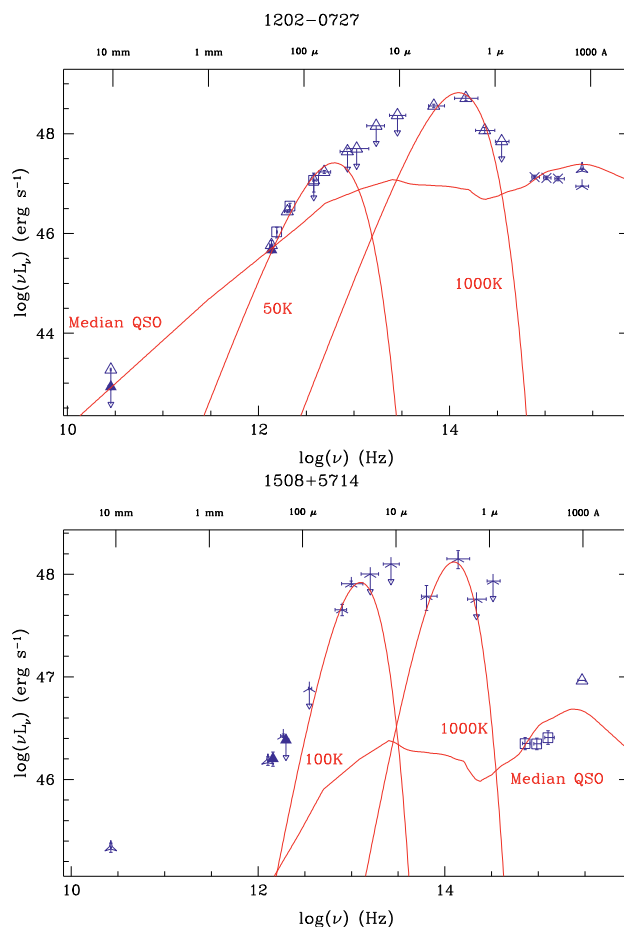 1202−0727
10 mm 1 mm 100 μ 10 μ 1 μ 1000 A
48
46
44
log(νLν) (erg s⁻¹)
Median QSO
50K
1000K
10 12 14
log(ν) (Hz)
1508+5714
10 mm 1 mm 100 μ 10 μ 1 μ 1000 A
48
47
46
log(νLν) (erg s⁻¹)
100K
1000K
Median QSO
10 12 14
log(ν) (Hz)